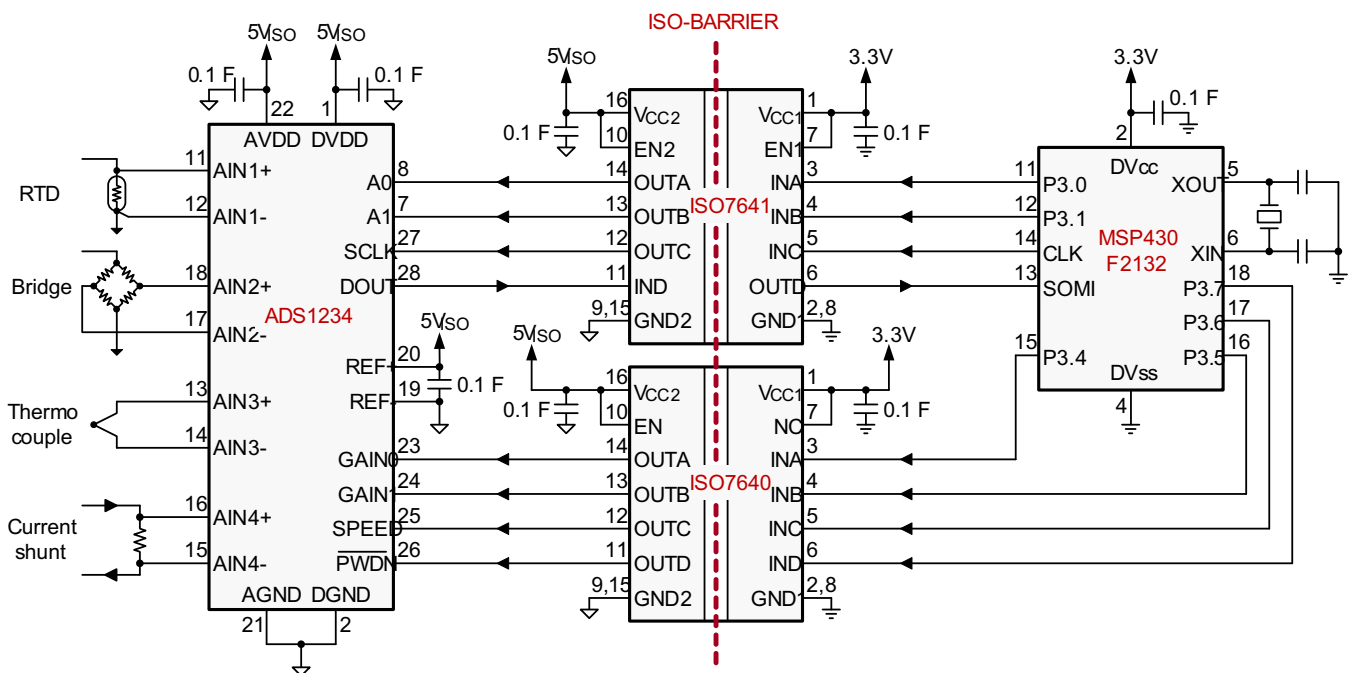 ISO-BARRIER
5VISO
5VISO
0.1 F
0.1 F
22
1
AVDD
DVDD
RTD
11
AIN1+
12
AIN1-
Bridge
18
AIN2+
17
AIN2-
ADS1234
Thermo
couple
13
AIN3+
14
AIN3-
Current
shunt
16
AIN4+
15
AIN4-
AGND
DGND
21
2
A0
8
A1
7
SCLK
27
DOUT
28
5VISO
REF+
20
0.1 F
REF-
19
GAIN0
23
GAIN1
24
SPEED
25
PWDN
26
5VISO
0.1 F
16
VCC2
10
EN2
14
OUTA
13
OUTB
12
OUTC
11
IND
9,15
GND2
ISO7641
3.3V
0.1 F
1
VCC1
7
EN1
3
INA
4
INB
5
INC
6
OUTD
2,8
GND1
5VISO
0.1 F
16
VCC2
10
EN
14
OUTA
13
OUTB
12
OUTC
11
OUTD
9,15
GND2
ISO7640
3.3V
0.1 F
1
VCC1
7
NC
3
INA
4
INB
5
INC
6
IND
2,8
GND1
3.3V
0.1 F
2
DVcc
11
P3.0
12
P3.1
14
CLK
13
SOMI
15
P3.4
MSP430
F2132
XOUT
5
XIN
6
P3.7
18
P3.6
17
P3.5
16
DVss
4